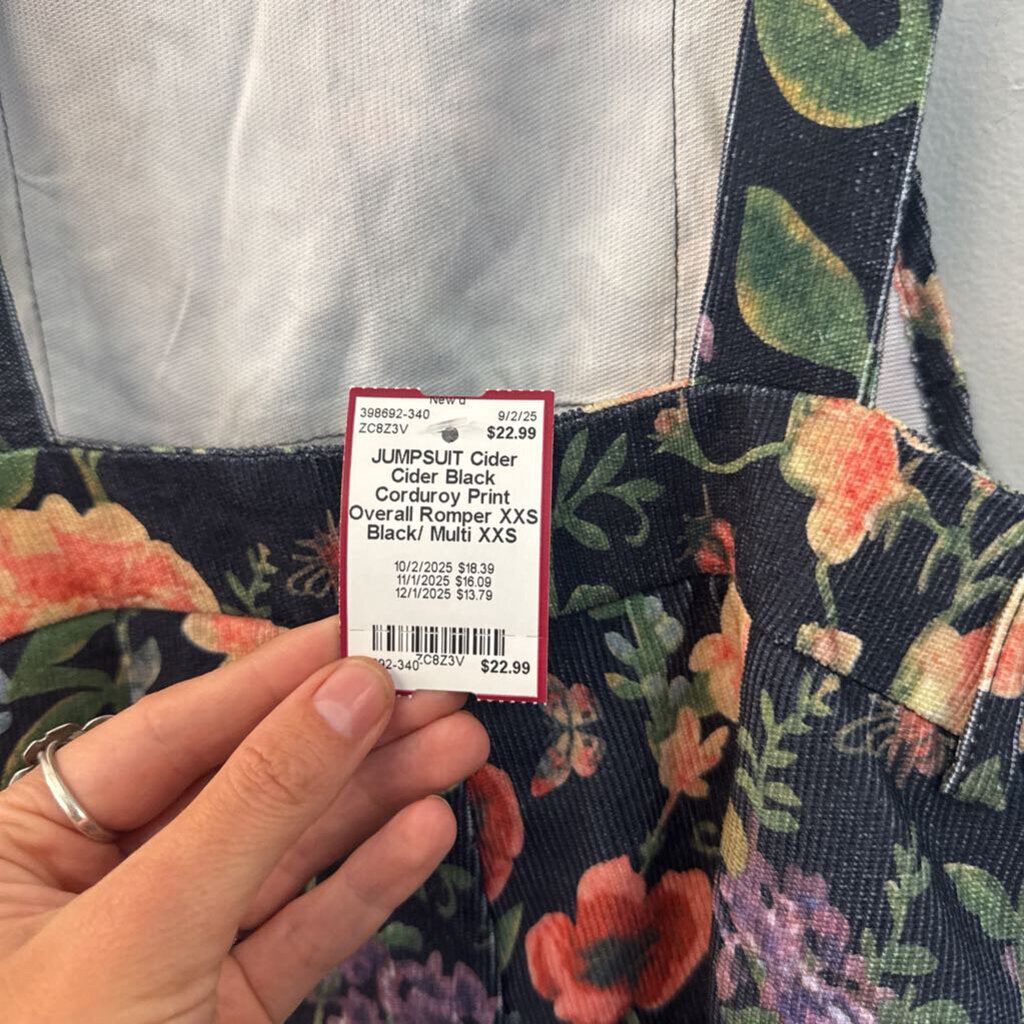 New d
398692-340 9/2/25
ZC8Z3V $22.99
JUMPSUIT Cider
Cider Black
Corduroy Print
Overall Romper XXS
Black/ Multi XXS
10/2/2025 $18.39
11/1/2025 $16.09
12/1/2025 $13.79
92-340 ZC8Z3V $22.99